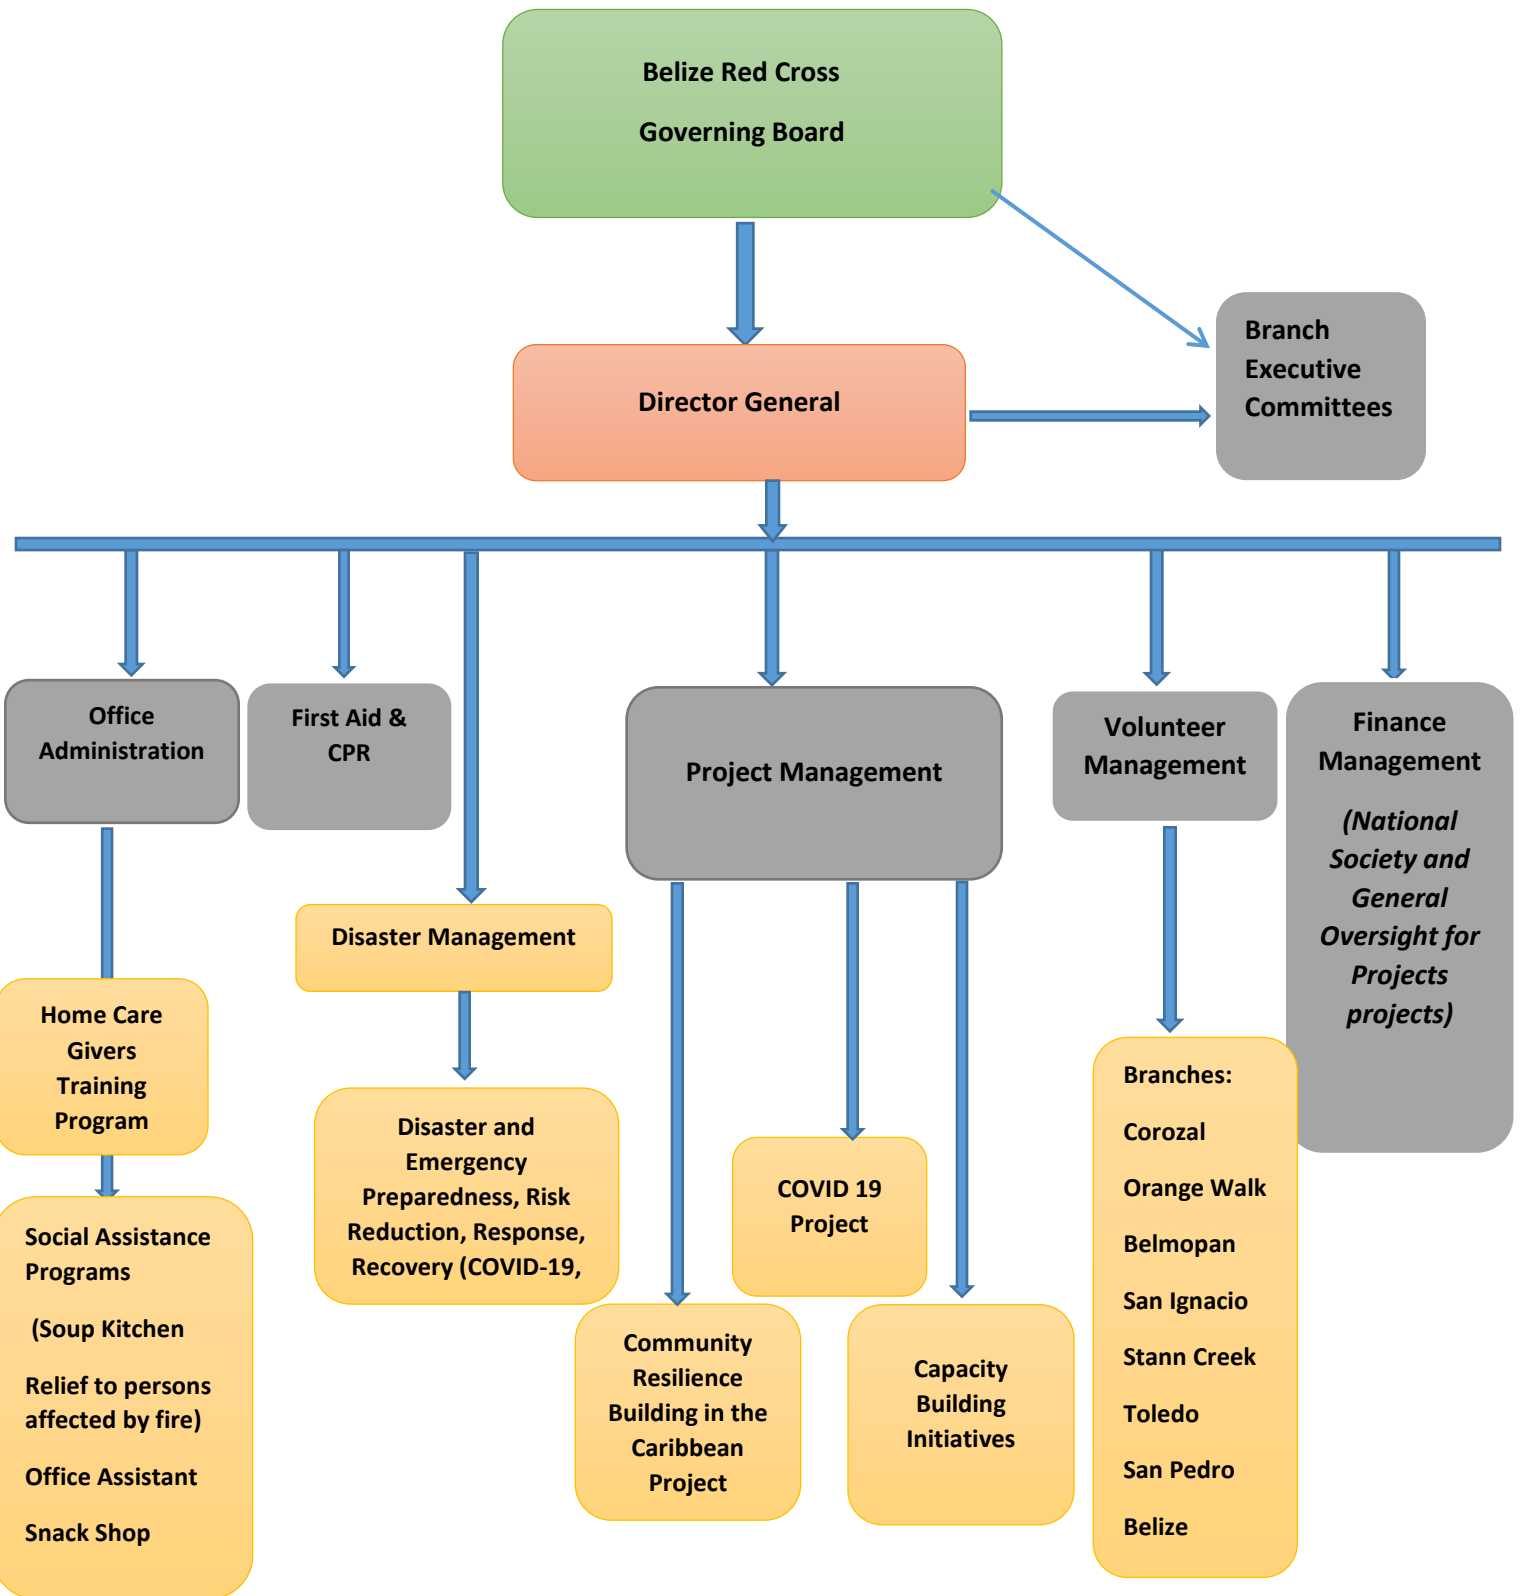 Belize Red Cross
Governing Board
Branch
Executive
Committees
Director General
Office
Administration
First Aid &
CPR
Project Management
Volunteer
Management
Finance
Management
(National
Society and
General
Oversight for
Projects
projects)
Disaster Management
Home Care
Givers
Training
Program
Disaster and
Emergency
Preparedness, Risk
Reduction, Response,
Recovery (COVID-19,
COVID 19
Project
Social Assistance
Programs
(Soup Kitchen
Relief to persons
affected by fire)
Office Assistant
Snack Shop
Community
Resilience
Building in the
Caribbean
Project
Capacity
Building
Initiatives
Branches:
Corozal
Orange Walk
Belmopan
San Ignacio
Stann Creek
Toledo
San Pedro
Belize